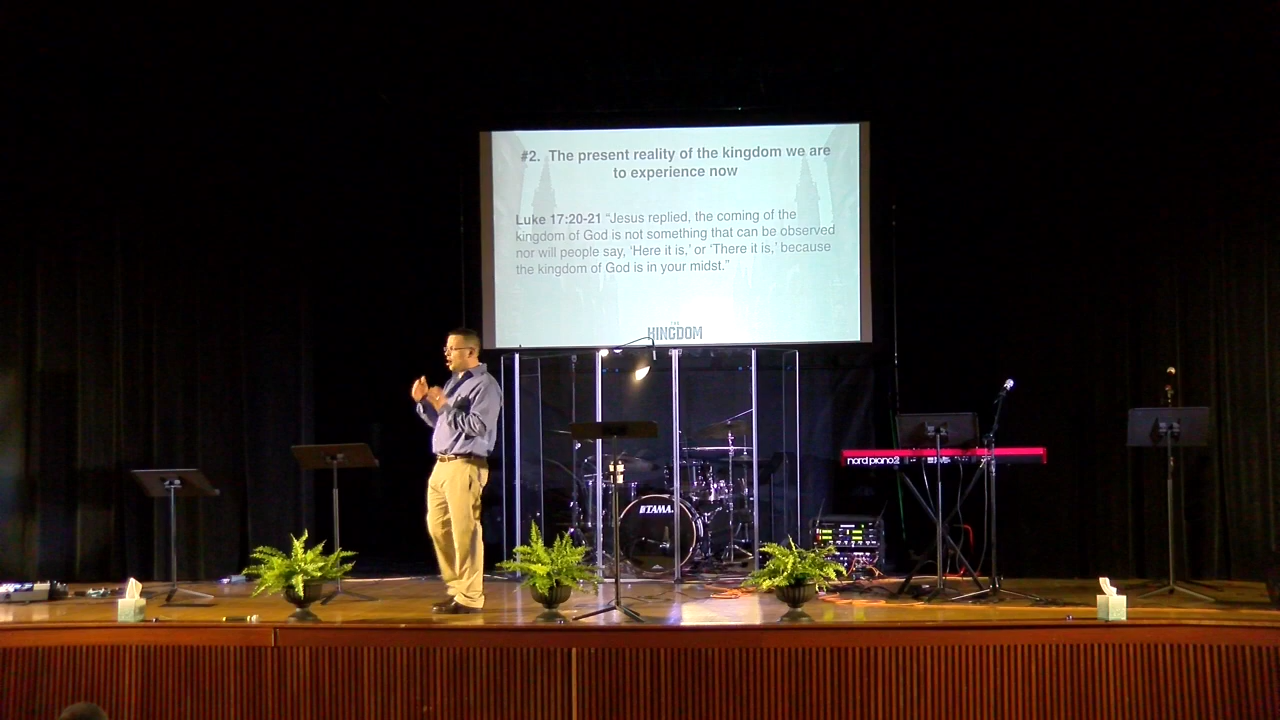 #2. The present reality of the kingdom we are
to experience now
Luke 17:20-21 “Jesus replied, the coming of the
kingdom of God is not something that can be observed
nor will people say, ‘Here it is,’ or ‘There it is,’ because
the kingdom of God is in your midst.”
THE
KINGDOM
TAMA
nord piano2